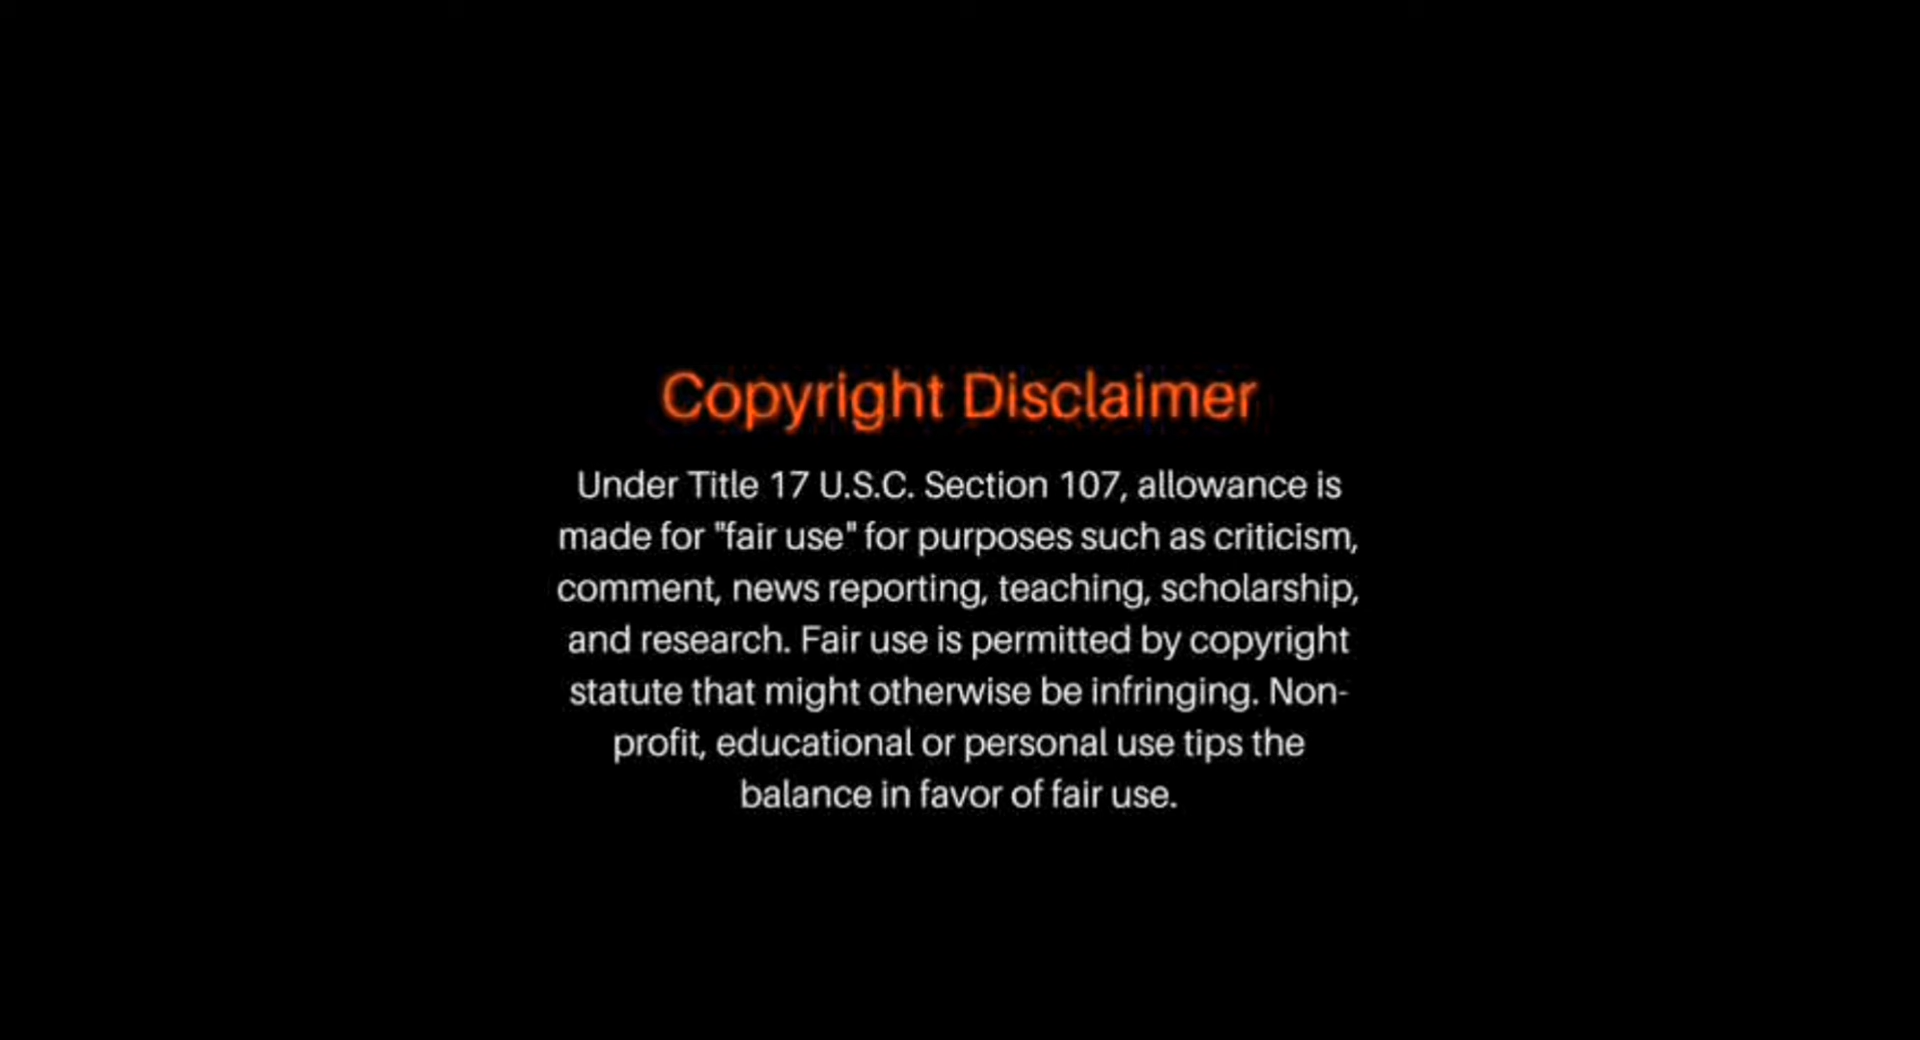 Copyright Disclaimer
Under Title 17 U.S.C. Section 107, allowance is
made for "fair use" for purposes such as criticism,
comment, news reporting, teaching, scholarship,
and research. Fair use is permitted by copyright
statute that might otherwise be infringing. Non-
profit, educational or personal use tips the
balance in favor of fair use.